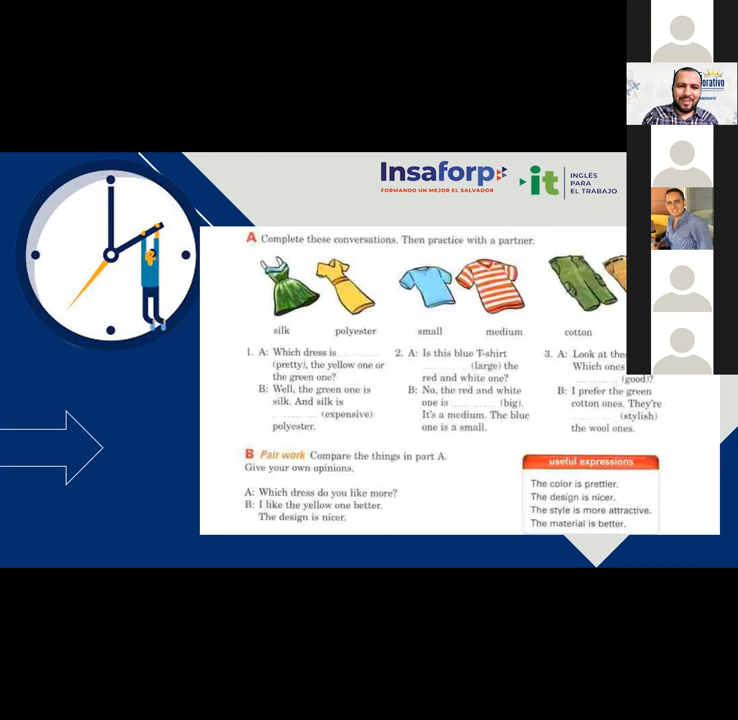 orativo
Insaforp
FORMANDO UN MEJOR EL SALVADOR
it
INGLÉS
PARA
EL TRABAJO
A Complete these conversations. Then practice with a partner.
silk polyester small medium cotton
1. A: Which dress is ________
(pretty), the yellow one or
the green one?
B: Well, the green one is
silk. And silk is
________ (expensive)
polyester.
2. A: Is this blue T-shirt
________ (large) the
red and white one?
B: No, the red and white
one is ________ (big).
It's a medium. The blue
one is a small.
3. A: Look at the
Which ones
________ (good)?
B: I prefer the green
cotton ones. They're
________ (stylish)
the wool ones.
B Pair work Compare the things in part A.
Give your own opinions.
A: Which dress do you like more?
B: I like the yellow one better.
The design is nicer.
useful expressions
The color is prettier.
The design is nicer.
The style is more attractive.
The material is better.